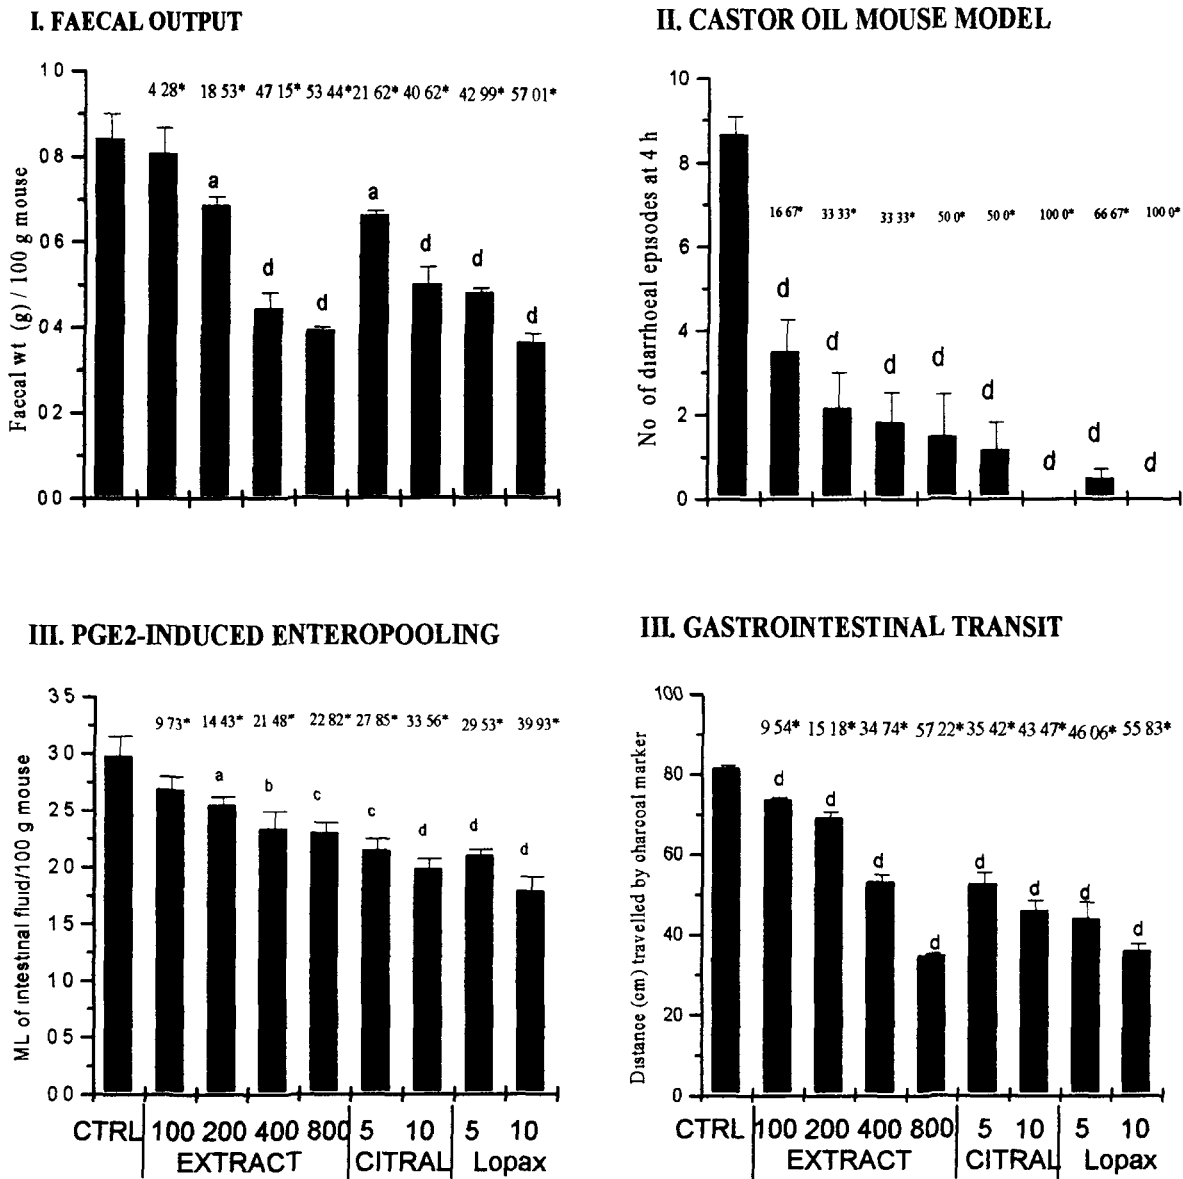 I. FAECAL OUTPUT
Faecal wt (g) / 100 g mouse
1 0
0 8
0 6
0 4
0 2
0 0
4 28* 18 53* 47 15* 53 44* 21 62* 40 62* 42 99* 57 01*
a
d
d
a
d
d
d
II. CASTOR OIL MOUSE MODEL
No of diarrhoeal episodes at 4 h
10
8
6
4
2
0
16 67* 33 33* 33 33* 50 0* 50 0* 100 0* 66 67* 100 0*
d
d
d
d
d
d
d
d
III. PGE2-INDUCED ENTEROPOOLING
ML of intestinal fluid/100 g mouse
3 5
3 0
2 5
2 0
1 5
1 0
0 5
0 0
9 73* 14 43* 21 48* 22 82* 27 85* 33 56* 29 53* 39 93*
a
b
c
c
d
d
d
CTRL 100 200 400 800 5 10 5 10
EXTRACT CITRAL Lopax
III. GASTROINTESTINAL TRANSIT
Distance (cm) travelled by oharcoal marker
100
80
60
40
20
0
9 54* 15 18* 34 74* 57 22* 35 42* 43 47* 46 06* 55 83*
d
d
d
d
d
d
d
d
CTRL 100 200 400 800 5 10 5 10
EXTRACT CITRAL Lopax